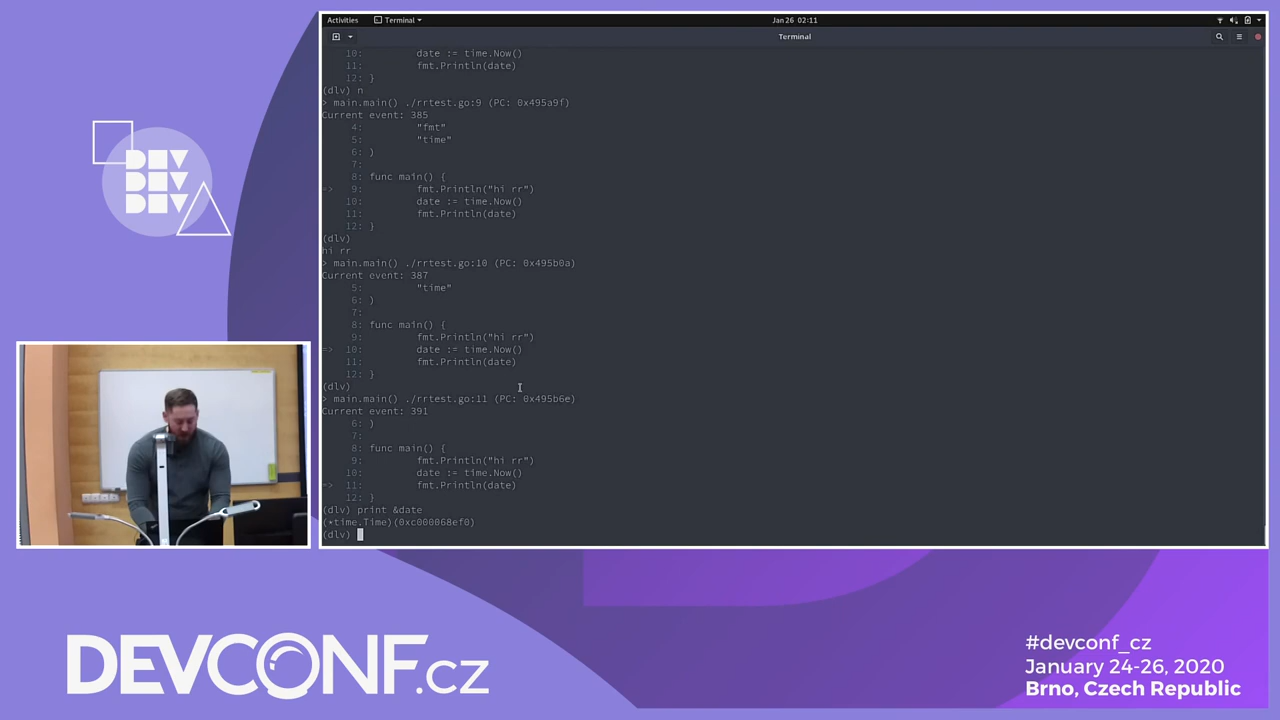 Activities
Terminal
Jan 26 02:11
Terminal
10: date := time.Now()
11: fmt.Println(date)
12: }
(dlv) n
> main.main() ./rrtest.go:9 (PC: 0x495a9f)
Current event: 385
4: "fmt"
5: "time"
6: )
7:
8: func main() {
=> 9: fmt.Println("hi rr")
10: date := time.Now()
11: fmt.Println(date)
12: }
(dlv)
hi rr
> main.main() ./rrtest.go:10 (PC: 0x495b0a)
Current event: 387
5: "time"
6: )
7:
8: func main() {
9: fmt.Println("hi rr")
=> 10: date := time.Now()
11: fmt.Println(date)
12: }
(dlv)
> main.main() ./rrtest.go:11 (PC: 0x495b6e)
Current event: 391
6: )
7:
8: func main() {
9: fmt.Println("hi rr")
10: date := time.Now()
=> 11: fmt.Println(date)
12: }
(dlv) print &date
(*time.Time)(0xc000068ef0)
(dlv)
DEV
DEV
DEV
DEVCONF.cz
#devconf_cz
January 24-26, 2020
Brno, Czech Republic